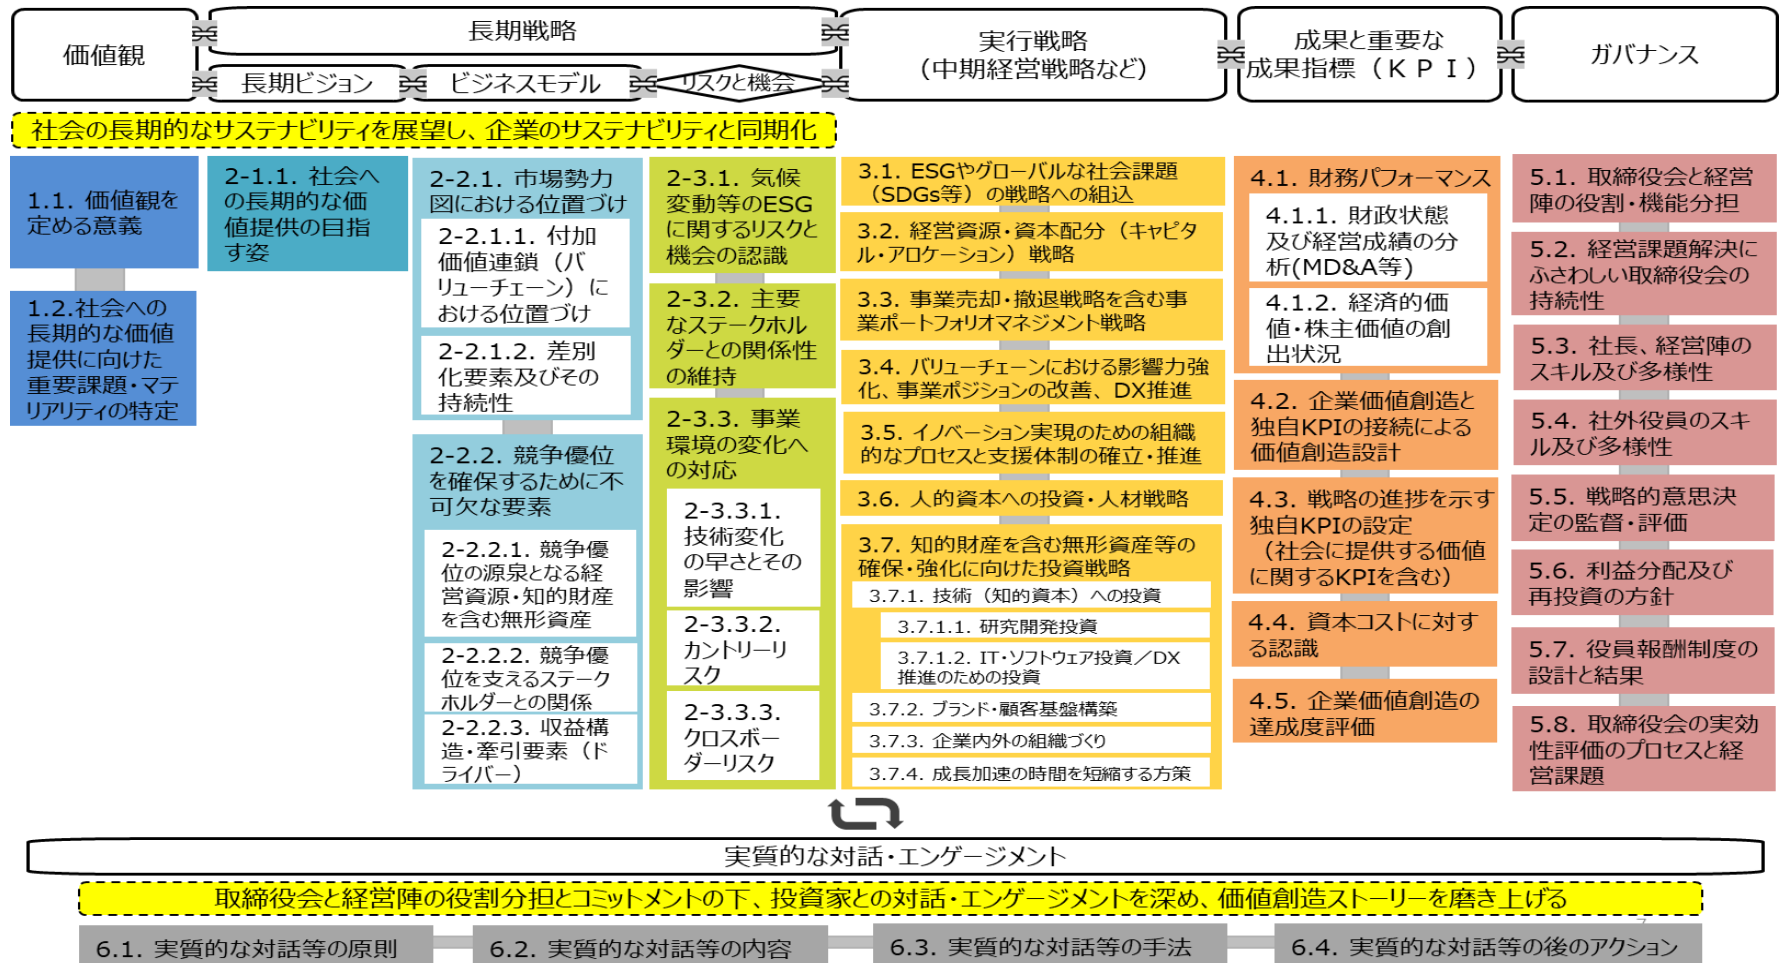 価値観
長期戦略
長期ビジョン
ビジネスモデル
リスクと機会
実行戦略
（中期経営戦略など）
成果と重要な
成果指標（ＫＰＩ）
ガバナンス
社会の長期的なサステナビリティを展望し、企業のサステナビリティと同期化
1.1. 価値観を
定める意義
1.2.社会への
長期的な価値
提供に向けた
重要課題・マテ
リアリティの特定
2-1.1. 社会へ
の長期的な価
値提供の目指
す姿
2-2.1. 市場勢力
図における位置づけ
2-2.1.1. 付加
価値連鎖（バ
リューチェーン）に
おける位置づけ
2-2.1.2. 差別
化要素及びその
持続性
2-2.2. 競争優位
を確保するために不
可欠な要素
2-2.2.1. 競争優
位の源泉となる経
営資源・知的財産
を含む無形資産
2-2.2.2. 競争優
位を支えるステーク
ホルダーとの関係
2-2.2.3. 収益構
造・牽引要素（ド
ライバー）
2-3.1. 気候
変動等のESG
に関するリスクと
機会の認識
2-3.2. 主要
なステークホル
ダーとの関係性
の維持
2-3.3. 事業
環境の変化へ
の対応
2-3.3.1.
技術変化
の早さとその
影響
2-3.3.2.
カントリーリ
スク
2-3.3.3.
クロスボー
ダーリスク
3.1. ESGやグローバルな社会課題
（SDGs等）の戦略への組込
3.2. 経営資源・資本配分（キャピタ
ル・アロケーション）戦略
3.3. 事業売却・撤退戦略を含む事
業ポートフォリオマネジメント戦略
3.4. バリューチェーンにおける影響力強
化、事業ポジションの改善、DX推進
3.5. イノベーション実現のための組織
的なプロセスと支援体制の確立・推進
3.6. 人的資本への投資・人材戦略
3.7. 知的財産を含む無形資産等の
確保・強化に向けた投資戦略
3.7.1. 技術（知的資本）への投資
3.7.1.1. 研究開発投資
3.7.1.2. IT・ソフトウェア投資／DX
推進のための投資
3.7.2. ブランド・顧客基盤構築
3.7.3. 企業内外の組織づくり
3.7.4. 成長加速の時間を短縮する方策
4.1. 財務パフォーマンス
4.1.1. 財政状態
及び経営成績の分
析(MD&A等)
4.1.2. 経済的価
値・株主価値の創
出状況
4.2. 企業価値創造と
独自KPIの接続による
価値創造設計
4.3. 戦略の進捗を示す
独自KPIの設定
（社会に提供する価値
に関するKPIを含む）
4.4. 資本コストに対す
る認識
4.5. 企業価値創造の
達成度評価
5.1. 取締役会と経営
陣の役割・機能分担
5.2. 経営課題解決に
ふさわしい取締役会の
持続性
5.3. 社長、経営陣の
スキル及び多様性
5.4. 社外役員のスキ
ル及び多様性
5.5. 戦略的意思決
定の監督・評価
5.6. 利益分配及び
再投資の方針
5.7. 役員報酬制度の
設計と結果
5.8. 取締役会の実効
性評価のプロセスと経
営課題
実質的な対話・エンゲージメント
取締役会と経営陣の役割分担とコミットメントの下、投資家との対話・エンゲージメントを深め、価値創造ストーリーを磨き上げる
7
6.1. 実質的な対話等の原則
6.2. 実質的な対話等の内容
6.3. 実質的な対話等の手法
6.4. 実質的な対話等の後のアクション